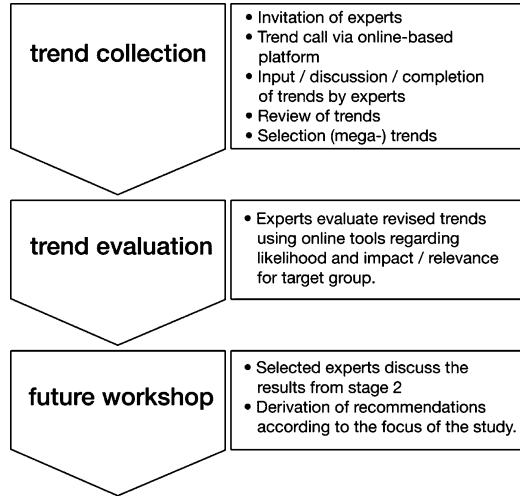 trend collection
• Invitation of experts
• Trend call via online-based
platform
• Input / discussion / completion
of trends by experts
• Review of trends
• Selection (mega-) trends
trend evaluation
• Experts evaluate revised trends
using online tools regarding
likelihood and impact / relevance
for target group.
future workshop
• Selected experts discuss the
results from stage 2
• Derivation of recommendations
according to the focus of the study.